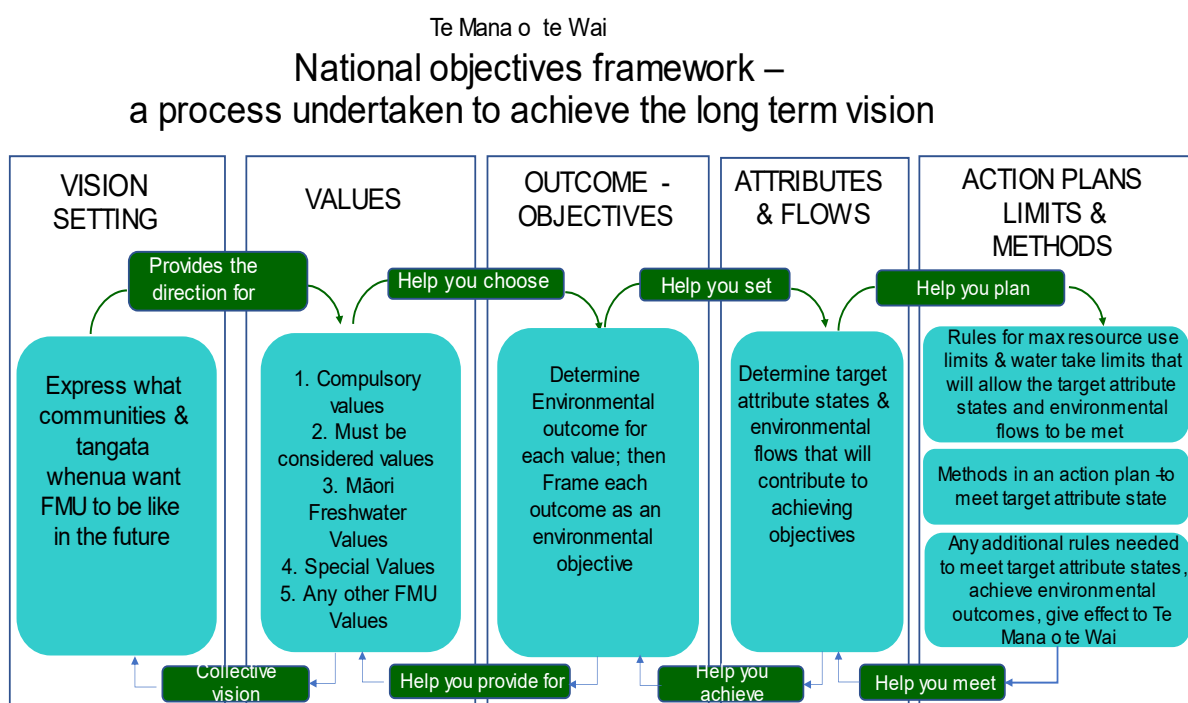 Te Mana o te Wai
National objectives framework –
a process undertaken to achieve the long term vision
VISION
SETTING
Provides the
direction for
Express what
communities &
tangata
whenua want
FMU to be like
in the future
Collective
vision
VALUES
Help you choose
1. Compulsory
values
2. Must be
considered values
3. Māori
Freshwater
Values
4. Special Values
5. Any other FMU
Values
Help you provide for
OUTCOME -
OBJECTIVES
Help you set
Determine
Environmental
outcome for
each value; then
Frame each
outcome as an
environmental
objective
Help you
achieve
ATTRIBUTES
& FLOWS
Help you plan
Determine target
attribute states &
environmental
flows that will
contribute to
achieving
objectives
Help you meet
ACTION PLANS
LIMITS &
METHODS
Rules for max resource use
limits & water take limits that
will allow the target attribute
states and environmental
flows to be met
Methods in an action plan -to
meet target attribute state
Any additional rules needed
to meet target attribute states,
achieve environmental
outcomes, give effect to Te
Mana o te Wai